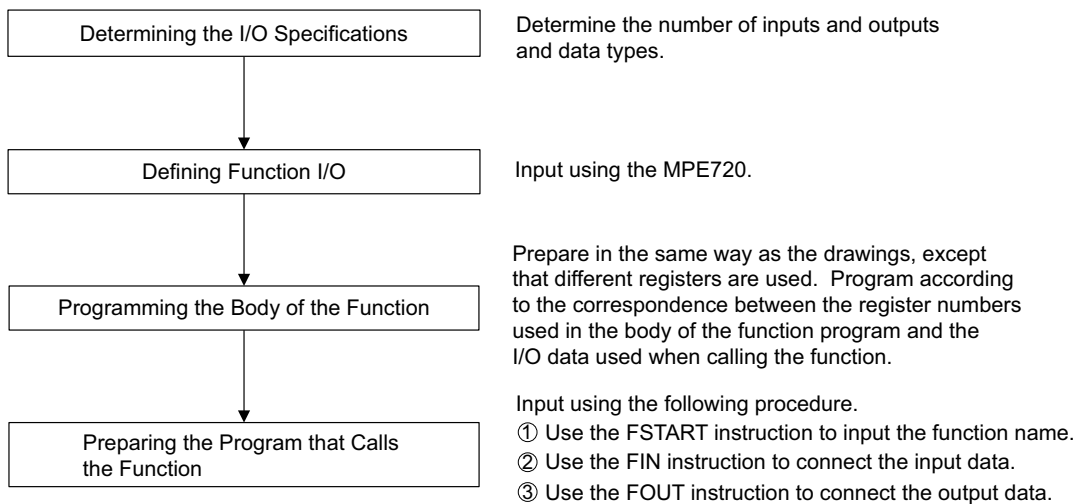 Determining the I/O Specifications
Determine the number of inputs and outputs
and data types.
Defining Function I/O
Input using the MPE720.
Programming the Body of the Function
Prepare in the same way as the drawings, except
that different registers are used.  Program according
to the correspondence between the register numbers
used in the body of the function program and the
I/O data used when calling the function.
Preparing the Program that Calls
the Function
Input using the following procedure.
① Use the FSTART instruction to input the function name.
② Use the FIN instruction to connect the input data.
③ Use the FOUT instruction to connect the output data.